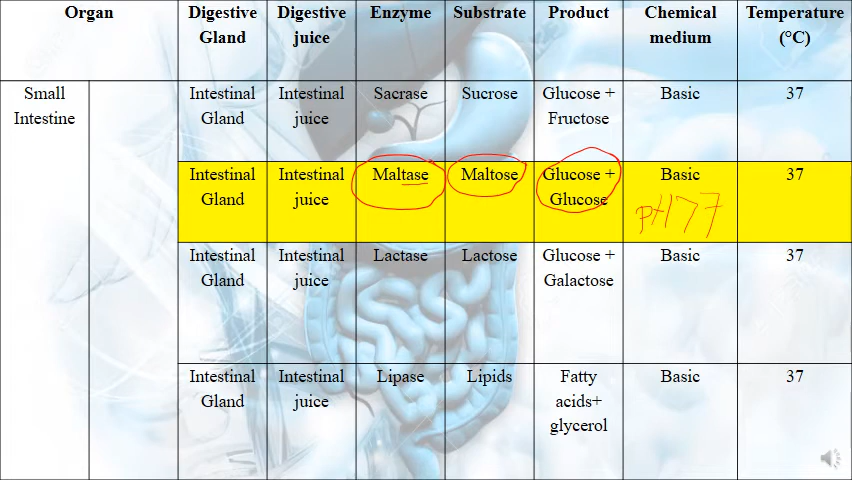 Organ Digestive Gland Digestive juice Enzyme Substrate Product Chemical medium Temperature (°C)
Small Intestine Intestinal Gland Intestinal juice Sacrase Sucrose Glucose + Fructose Basic 37
Intestinal Gland Intestinal juice Maltase Maltose Glucose + Glucose Basic 37
pH>7
Intestinal Gland Intestinal juice Lactase Lactose Glucose + Galactose Basic 37
Intestinal Gland Intestinal juice Lipase Lipids Fatty acids+ glycerol Basic 37